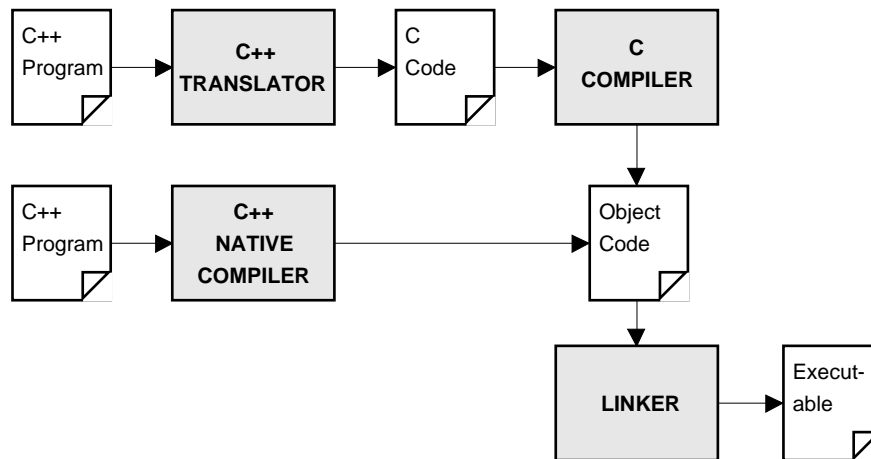 C++
Program
C++
TRANSLATOR
C
Code
C
COMPILER
C++
Program
C++
NATIVE
COMPILER
Object
Code
LINKER
Execut-
able